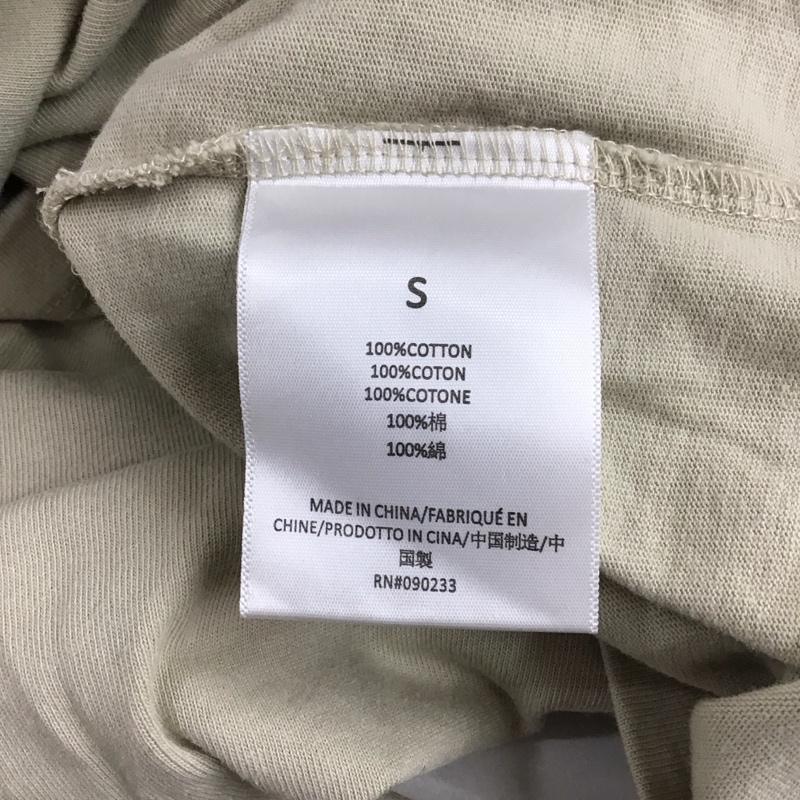 S
100%COTTON
100%COTON
100%COTONE
100%棉
100%綿
MADE IN CHINA/FABRIQUÉ EN
CHINE/PRODOTTO IN CINA/中国制造/中
国製
RN#090233